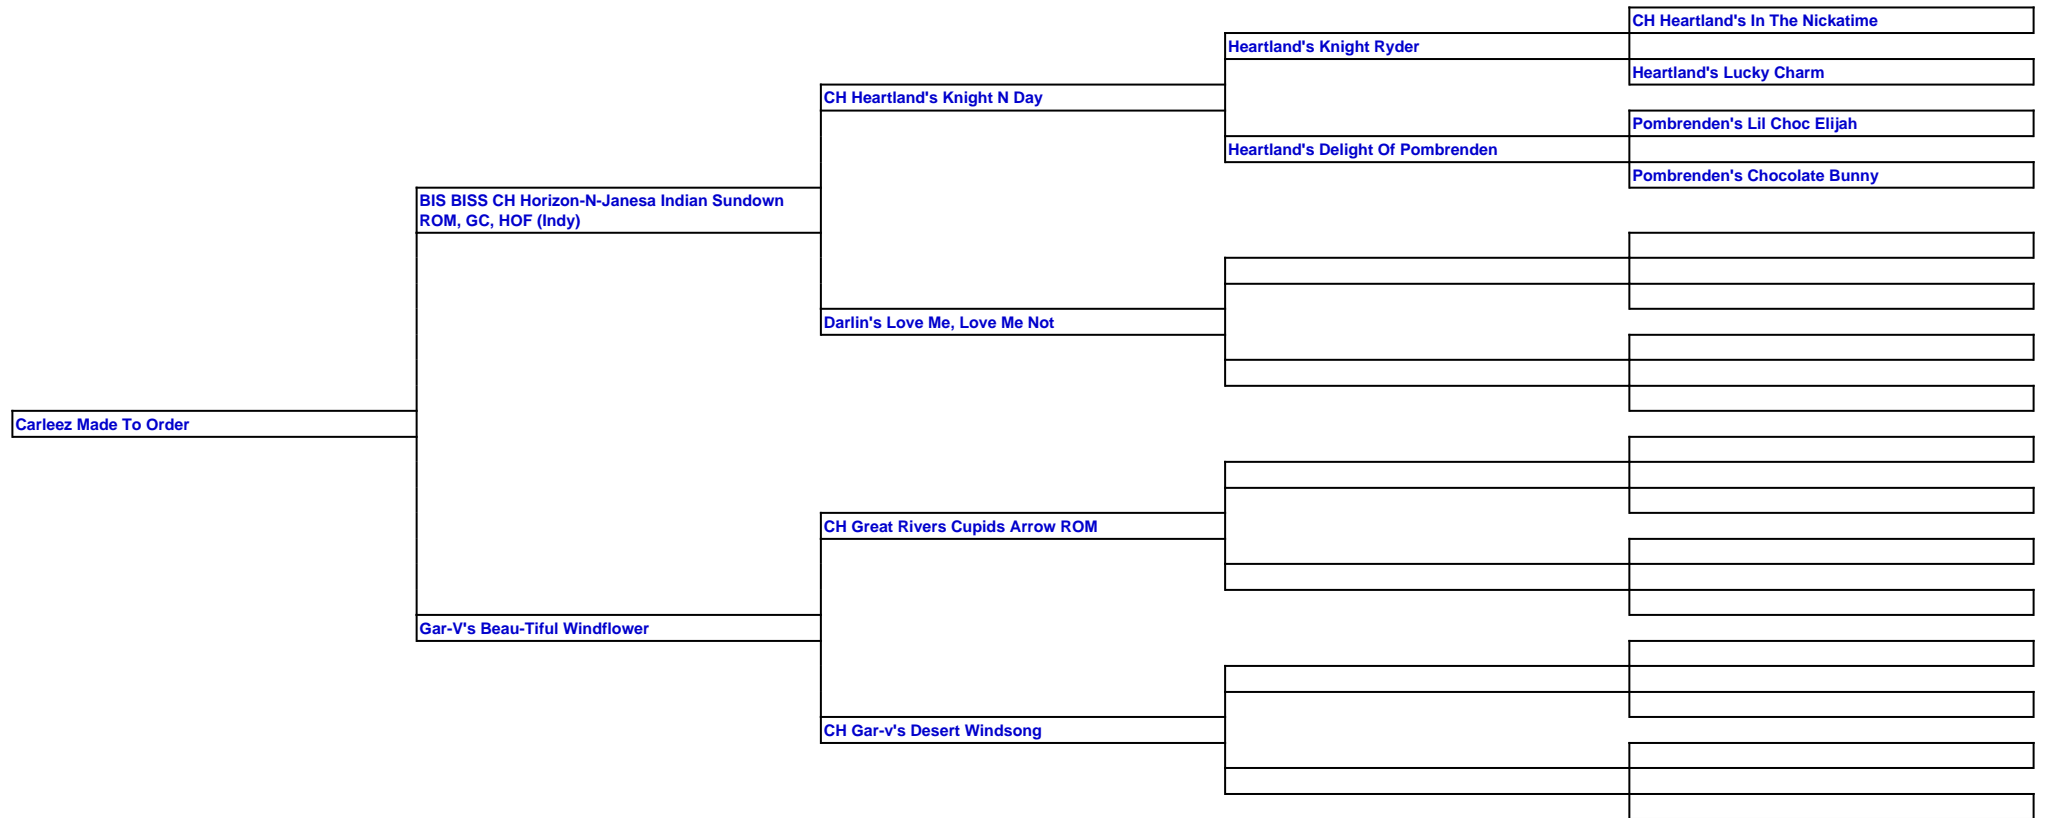 CH Heartland's In The Nickatime
Heartland's Knight Ryder
Heartland's Lucky Charm
CH Heartland's Knight N Day
Pombrenden's Lil Choc Elijah
Heartland's Delight Of Pombrenden
Pombrenden's Chocolate Bunny
BIS BISS CH Horizon-N-Janesa Indian Sundown
ROM, GC, HOF (Indy)
Darlin's Love Me, Love Me Not
Carleez Made To Order
CH Great Rivers Cupids Arrow ROM
Gar-V's Beau-Tiful Windflower
CH Gar-v's Desert Windsong